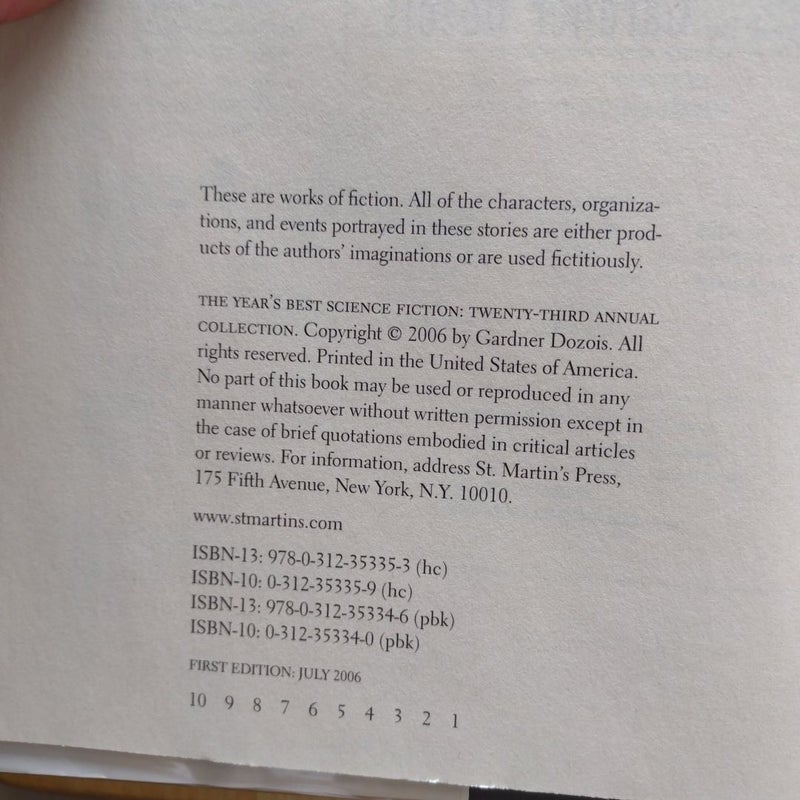 These are works of fiction. All of the characters, organiza-
tions, and events portrayed in these stories are either prod-
ucts of the authors' imaginations or are used fictitiously.
THE YEAR'S BEST SCIENCE FICTION: TWENTY-THIRD ANNUAL
COLLECTION. Copyright © 2006 by Gardner Dozois. All
rights reserved. Printed in the United States of America.
No part of this book may be used or reproduced in any
manner whatsoever without written permission except in
the case of brief quotations embodied in critical articles
or reviews. For information, address St. Martin's Press,
175 Fifth Avenue, New York, N.Y. 10010.
www.stmartins.com
ISBN-13: 978-0-312-35335-3 (hc)
ISBN-10: 0-312-35335-9 (hc)
ISBN-13: 978-0-312-35334-6 (pbk)
ISBN-10: 0-312-35334-0 (pbk)
FIRST EDITION: JULY 2006
10 9 8 7 6 5 4 3 2 1